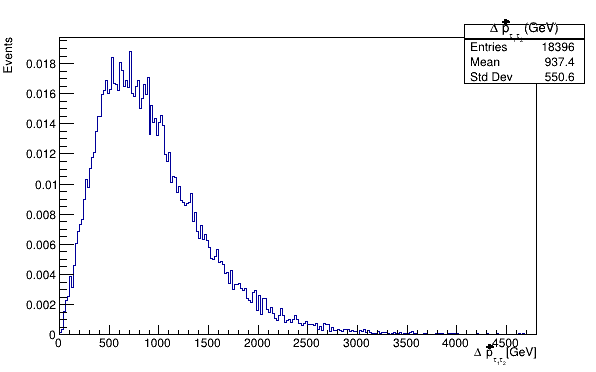 Δ p⃗ τ₁τ₂ (GeV)
Entries 18396
Mean 937.4
Std Dev 550.6
Events
0.018
0.016
0.014
0.012
0.01
0.008
0.006
0.004
0.002
0
0 500 1000 1500 2000 2500 3000 3500 4000 4500
Δ p⃗ τ₁τ₂ [GeV]